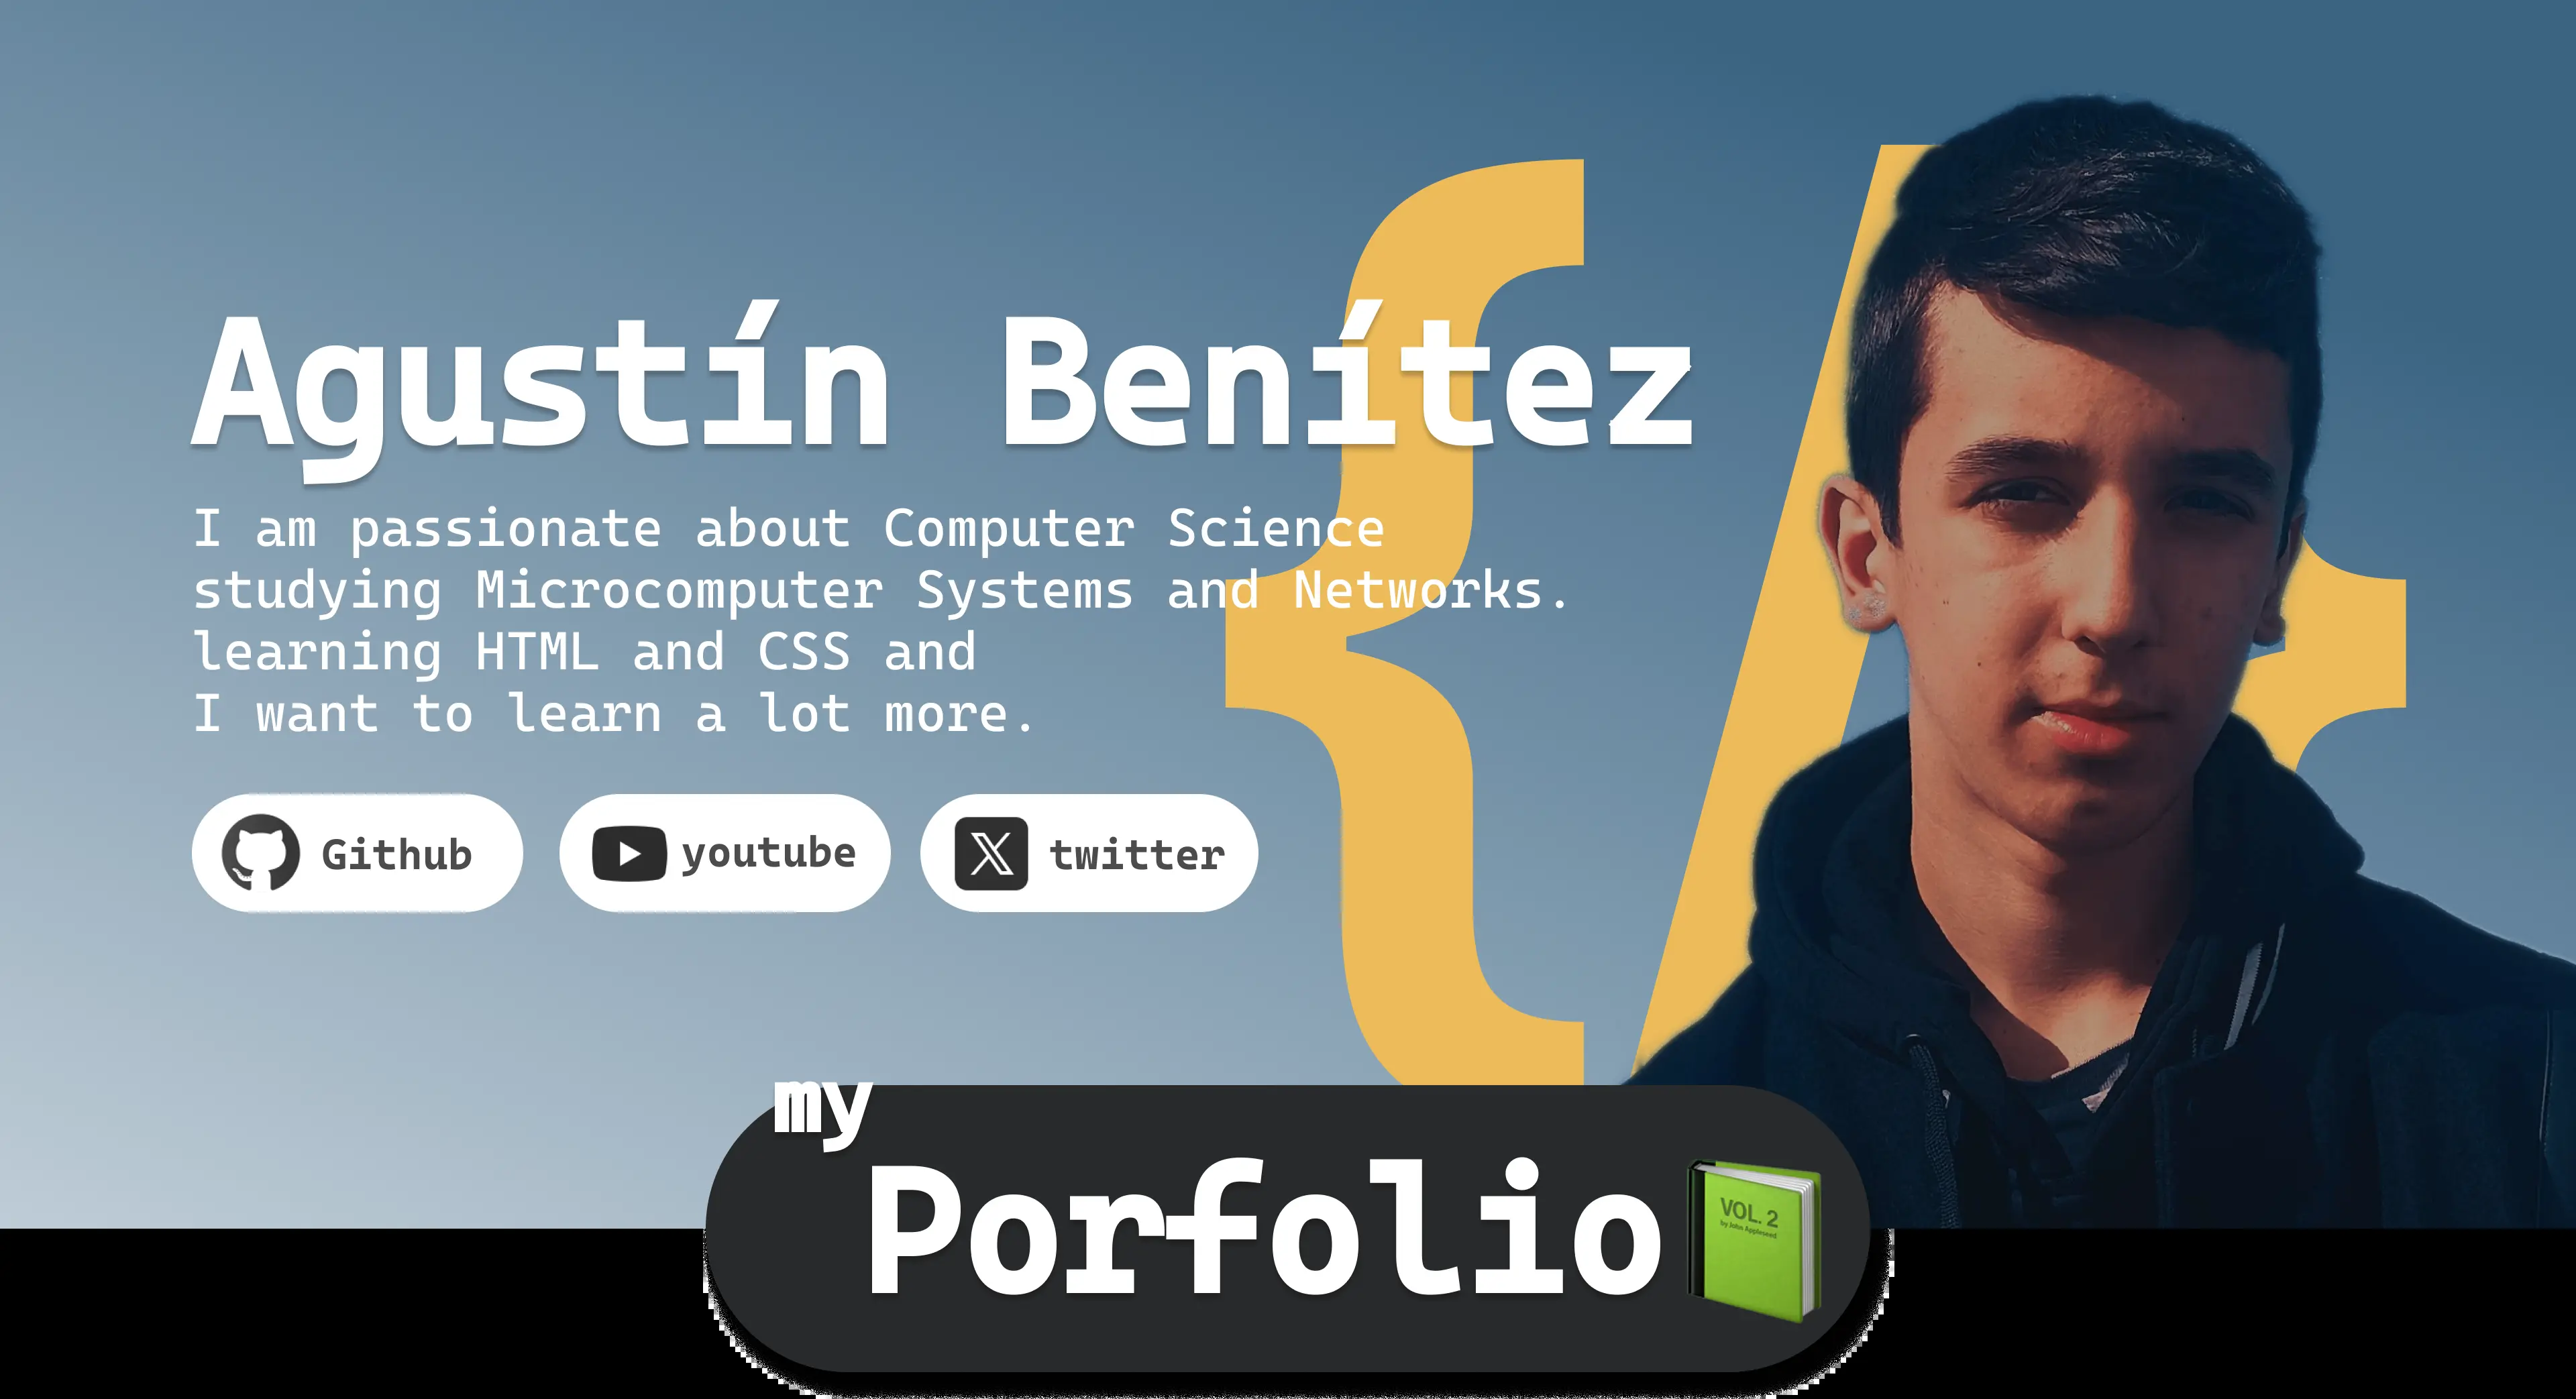 Agustín Benítez
I am passionate about Computer Science
studying Microcomputer Systems and Networks.
learning HTML and CSS and
I want to learn a lot more.
Github
youtube
twitter
my
Porfolio
VOL. 2
by John Appleseed